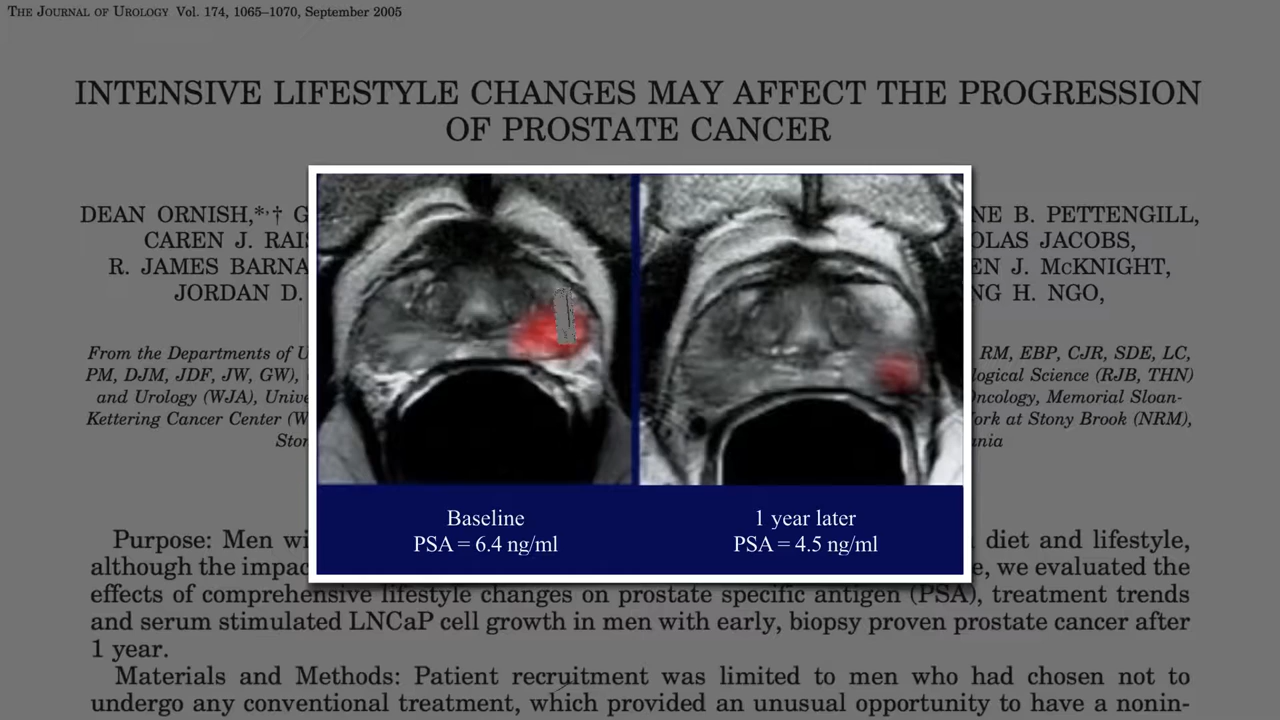 THE JOURNAL OF UROLOGY Vol. 174, 1065–1070, September 2005
INTENSIVE LIFESTYLE CHANGES MAY AFFECT THE PROGRESSION
OF PROSTATE CANCER
DEAN ORNISH,*,† G
NE B. PETTENGILL,
CAREN J. RAIS
OLAS JACOBS,
R. JAMES BARNA
EN J. McKNIGHT,
JORDAN D.
NG H. NGO,
From the Departments of U
RM, EBP, CJR, SDE, LC,
PM, DJM, JDF, JW, GW),
ological Science (RJB, THN)
and Urology (WJA), Unive
Oncology, Memorial Sloan-
Kettering Cancer Center (W
ork at Stony Brook (NRM),
Ston
ania
Baseline
PSA = 6.4 ng/ml
1 year later
PSA = 4.5 ng/ml
Purpose: Men wi
diet and lifestyle,
although the impac
e, we evaluated the
effects of comprehensive lifestyle changes on prostate specific antigen (PSA), treatment trends
and serum stimulated LNCaP cell growth in men with early, biopsy proven prostate cancer after
1 year.
Materials and Methods: Patient recruitment was limited to men who had chosen not to
undergo any conventional treatment, which provided an unusual opportunity to have a nonin-